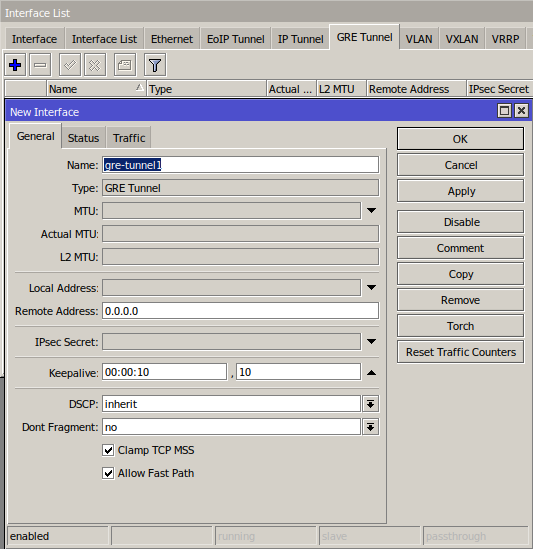 Interface List
Interface Interface List Ethernet EoIP Tunnel IP Tunnel GRE Tunnel VLAN VXLAN VRRP
Name Type Actual ... L2 MTU Remote Address IPsec Secret
New Interface
General Status Traffic
OK
Cancel
Apply
Disable
Comment
Copy
Remove
Torch
Reset Traffic Counters
Name: gre-tunnel1
Type: GRE Tunnel
MTU:
Actual MTU:
L2 MTU:
Local Address:
Remote Address: 0.0.0.0
IPsec Secret:
Keepalive: 00:00:10 , 10
DSCP: inherit
Dont Fragment: no
Clamp TCP MSS
Allow Fast Path
enabled running slave passthrough